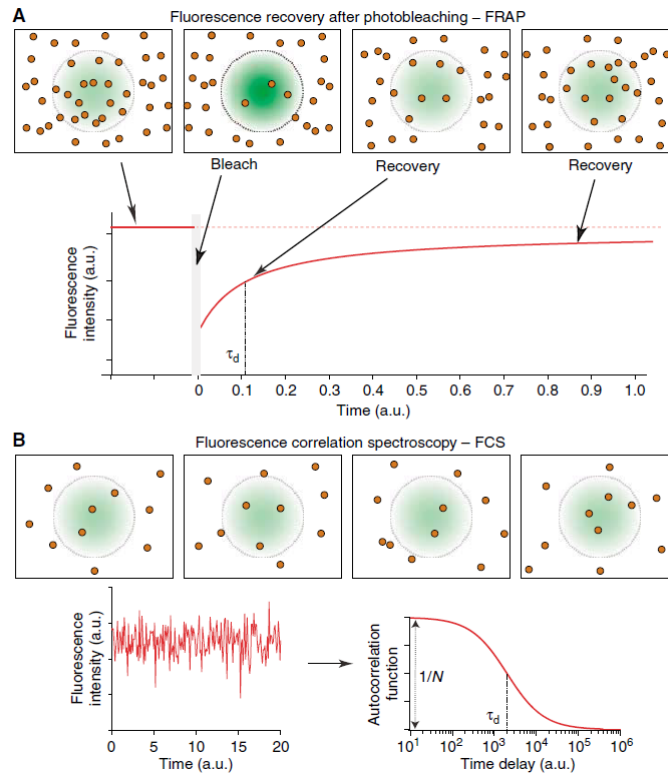 A
Fluorescence recovery after photobleaching – FRAP
Bleach
Recovery
Recovery
Fluorescence
intensity (a.u.)
τd
0 0.1 0.2 0.3 0.4 0.5 0.6 0.7 0.8 0.9 1.0
Time (a.u.)
B
Fluorescence correlation spectroscopy – FCS
Fluorescence
intensity (a.u.)
0 5 10 15 20
Time (a.u.)
Autocorrelation
function
1/N
τd
10¹ 10² 10³ 10⁴ 10⁵ 10⁶
Time delay (a.u.)